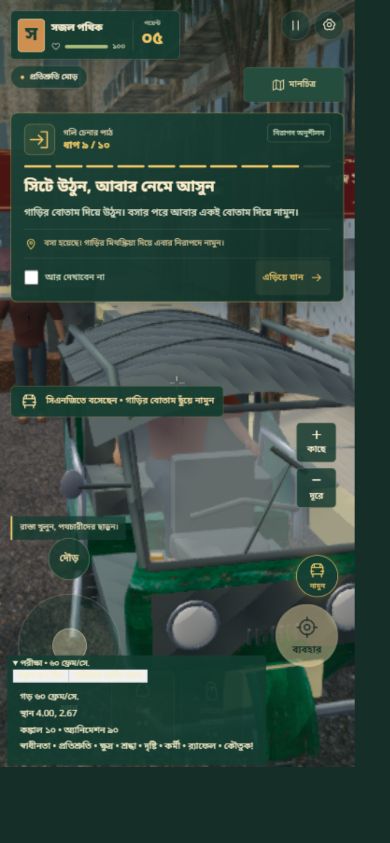 স
সজল পথিক
১০০
পয়েন্ট
০৫
প্রতিশ্রুতি মোড়
মানচিত্র
গলি চেনার পাঠ
ধাপ ৯ / ১০
নিরাপদ অনুশীলন
সিটে উঠুন, আবার নেমে আসুন
গাড়ির বোতাম দিয়ে উঠুন। বসার পরে আবার একই বোতামে নামুন।
বসা হয়েছে। গাড়ির মিথস্ক্রিয়া দিয়ে এবার নিরাপদে নামুন।
আর দেখাবেন না
এড়িয়ে যান →
সিএনজিতে বসেছেন • গাড়ির বোতাম ছুঁয়ে নামুন
+
কাছে
−
দূরে
রাস্তা খুলুন, পথচারীদের ছাড়ুন।
দৌড়
নামুন
ব্যবহার
▾ পরীক্ষা • ৬০ ফ্রেম/সে.
গড় ৬০ ফ্রেম/সে.
স্থান 4.00, 2.67
কঙ্কাল ১০ • অ্যানিমেশন ৯০
স্বাধীনতা • প্রতিশ্রুতি • ক্ষুদ্র • শ্রদ্ধা • দৃষ্টি • কর্মী • র‍্যাফেল • কৌতুক!